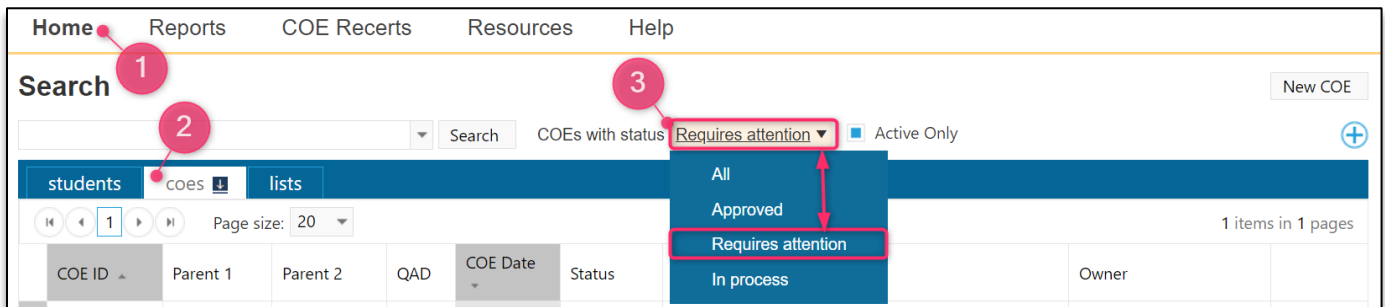 Home Reports COE Recerts Resources Help
1
Search
3
New COE
2
Search COEs with status Requires attention Active Only
students coes lists
All
1 Page size: 20
Approved
1 items in 1 pages
Requires attention
COE ID Parent 1 Parent 2 QAD COE Date Status Owner
In process